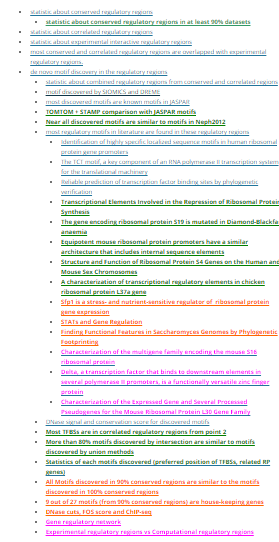 statistic about conserved regulatory regions
statistic about conserved regulatory regions in at least 90% datasets
statistic about correlated regulatory regions
statistic about experimental interactive regulatory regions
most conserved and correlated regulatory regions are overlapped with experimental
regulatory regions.
de novo motif discovery in the regulatory regions
statistic about combined regulatory regions from conserved and correlated regions
motif discovered by SIOMICS and DREME
most discovered motifs are known motifs in JASPAR
TOMTOM + STAMP comparison with JASPAR motifs
Near all discovered motifs are similar to motifs in Neph2012
most regulatory motifs in literature are found in these regulatory regions
Identification of highly specific localized sequence motifs in human ribosomal
protein gene promoters
The TCT motif, a key component of an RNA polymerase II transcription system
for the translational machinery
Reliable prediction of transcription factor binding sites by phylogenetic
verification
Transcriptional Elements Involved in the Repression of Ribosomal Protein
Synthesis
The gene encoding ribosomal protein S19 is mutated in Diamond-Blackfa
anaemia
Equipotent mouse ribosomal protein promoters have a similar
architecture that includes internal sequence elements
Structure and Function of Ribosomal Protein S4 Genes on the Human and
Mouse Sex Chromosomes
A characterization of transcriptional regulatory elements in chicken
ribosomal protein L37a gene
Sfp1 is a stress- and nutrient-sensitive regulator of ribosomal protein
gene expression
STATs and Gene Regulation
Finding Functional Features in Saccharomyces Genomes by Phylogenetic
Footprinting
Characterization of the multigene family encoding the mouse S16
ribosomal protein
Delta, a transcription factor that binds to downstream elements in
several polymerase II promoters, is a functionally versatile zinc finger
protein
Characterization of the Expressed Gene and Several Processed
Pseudogenes for the Mouse Ribosomal Protein L30 Gene Family
DNase signal and conservation score for discovered motifs
Most TFBSs are in correlated regulatory regions from point 2
More than 80% motifs discovered by intersection are similar to motifs
discovered by union methods
Statistics of each motifs discovered (preferred position of TFBSs, related RP
genes)
All Motifs discovered in 90% conserved regions are similar to the motifs
discovered in 100% conserved regions
9 out of 27 motifs (from 90% conserved regions) are house-keeping genes
DNase cuts, FOS score and ChIP-seq
Gene regulatory network
Experimental regulatory regions vs Computational regulatory regions